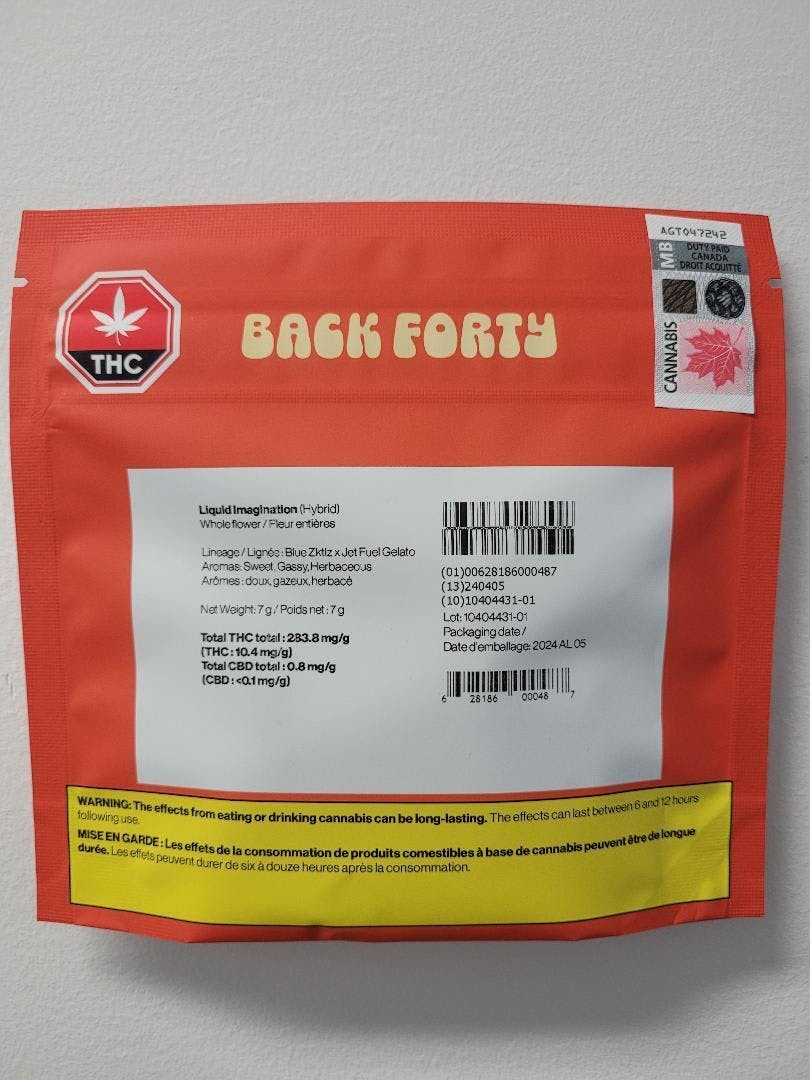 AGT047242
MB
DUTY PAID
CANADA
DROIT ACQUITTÉ
CANNABIS
THC
BACK FORTY
Liquid Imagination (Hybrid)
Whole flower / Fleur entières
Lineage / Lignée : Blue Zktlz x Jet Fuel Gelato
Aromas: Sweet, Gassy, Herbaceous
Arômes : doux, gazeux, herbacé
Net Weight: 7 g / Poids net : 7 g
Total THC total : 283.8 mg/g
(THC : 10.4 mg/g)
Total CBD total : 0.8 mg/g
(CBD : <0.1 mg/g)
(01)00628186000487
(13)240405
(10)10404431-01
Lot: 10404431-01
Packaging date /
Date d'emballage: 2024 AL 05
6 28186 00048 7
WARNING: The effects from eating or drinking cannabis can be long-lasting. The effects can last between 6 and 12 hours
following use.
MISE EN GARDE : Les effets de la consommation de produits comestibles à base de cannabis peuvent être de longue
durée. Les effets peuvent durer de six à douze heures après la consommation.